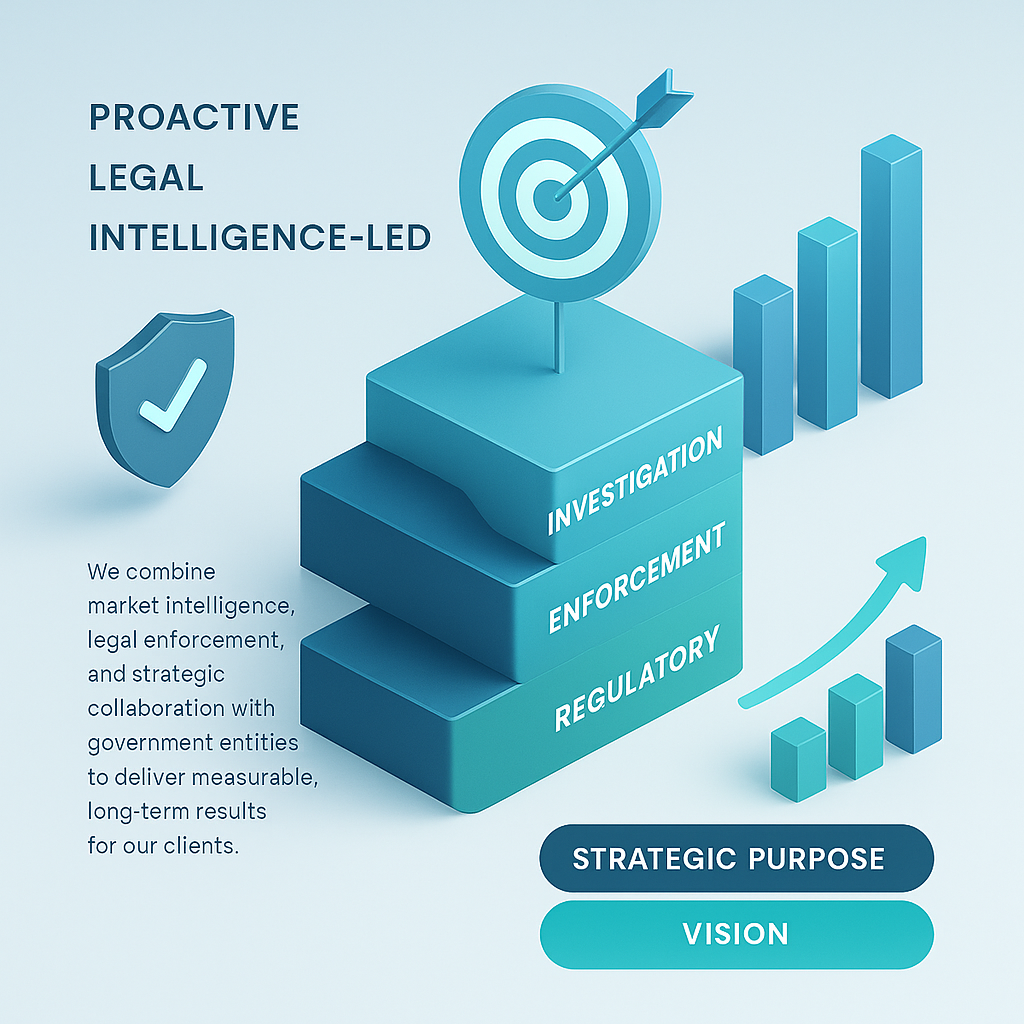 PROACTIVE
LEGAL
INTELLIGENCE-LED
INVESTIGATION
ENFORCEMENT
REGULATORY
We combine
market intelligence,
legal enforcement,
and strategic
collaboration with
government entities
to deliver measurable,
long-term results
for our clients.
STRATEGIC PURPOSE
VISION